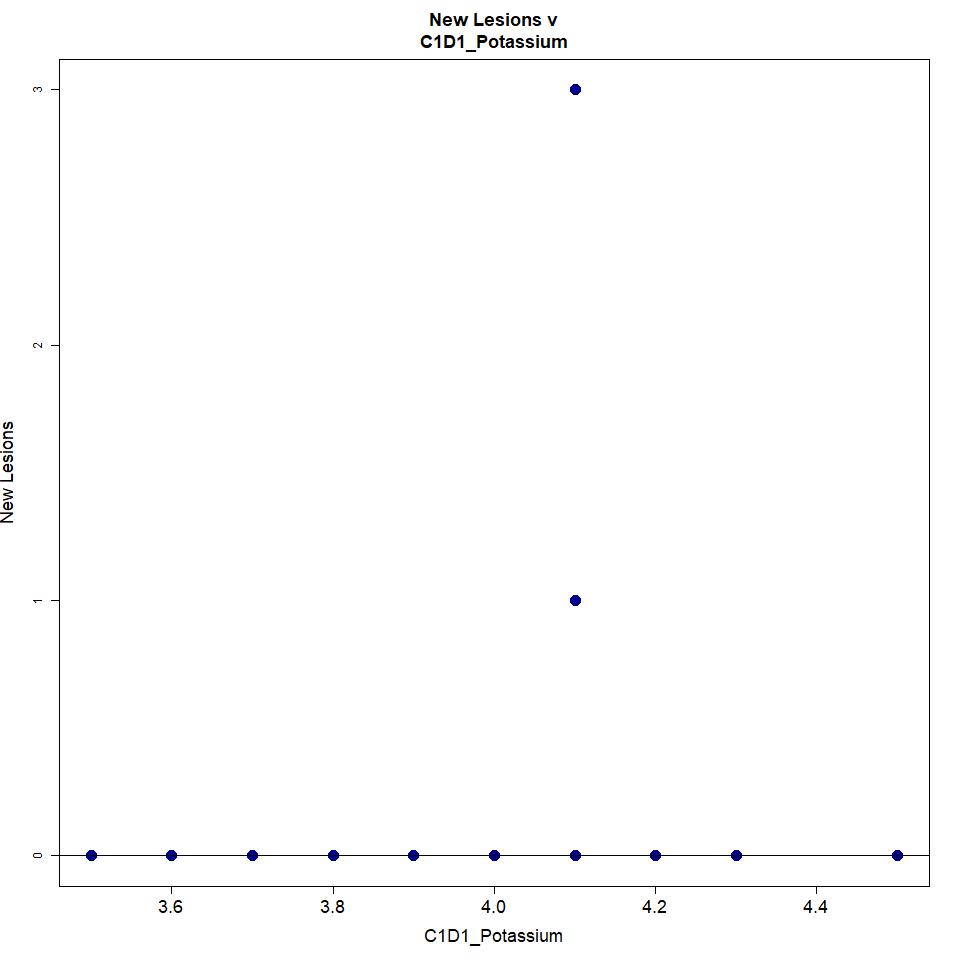 New Lesions v
C1D1_Potassium
3
2
1
0
New Lesions
3.6 3.8 4.0 4.2 4.4
C1D1_Potassium